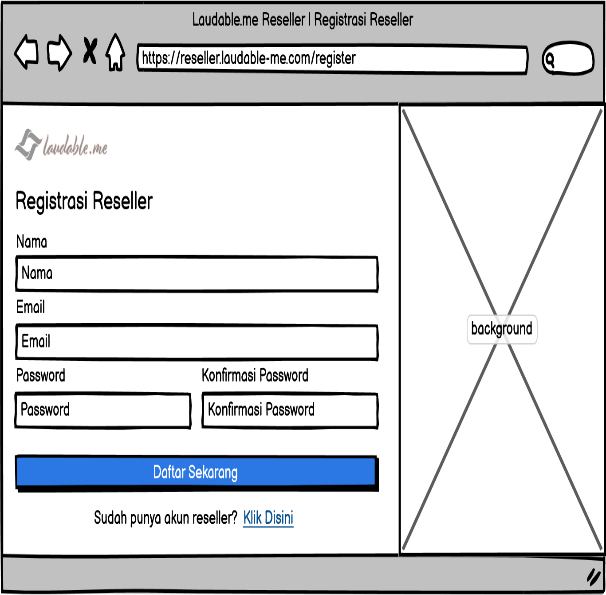 Laudable.me Reseller | Registrasi Reseller
https://reseller.laudable-me.com/register
laudable.me
Registrasi Reseller
Nama
Nama
Email
Email
Password Konfirmasi Password
Password Konfirmasi Password
Daftar Sekarang
Sudah punya akun reseller? Klik Disini
background